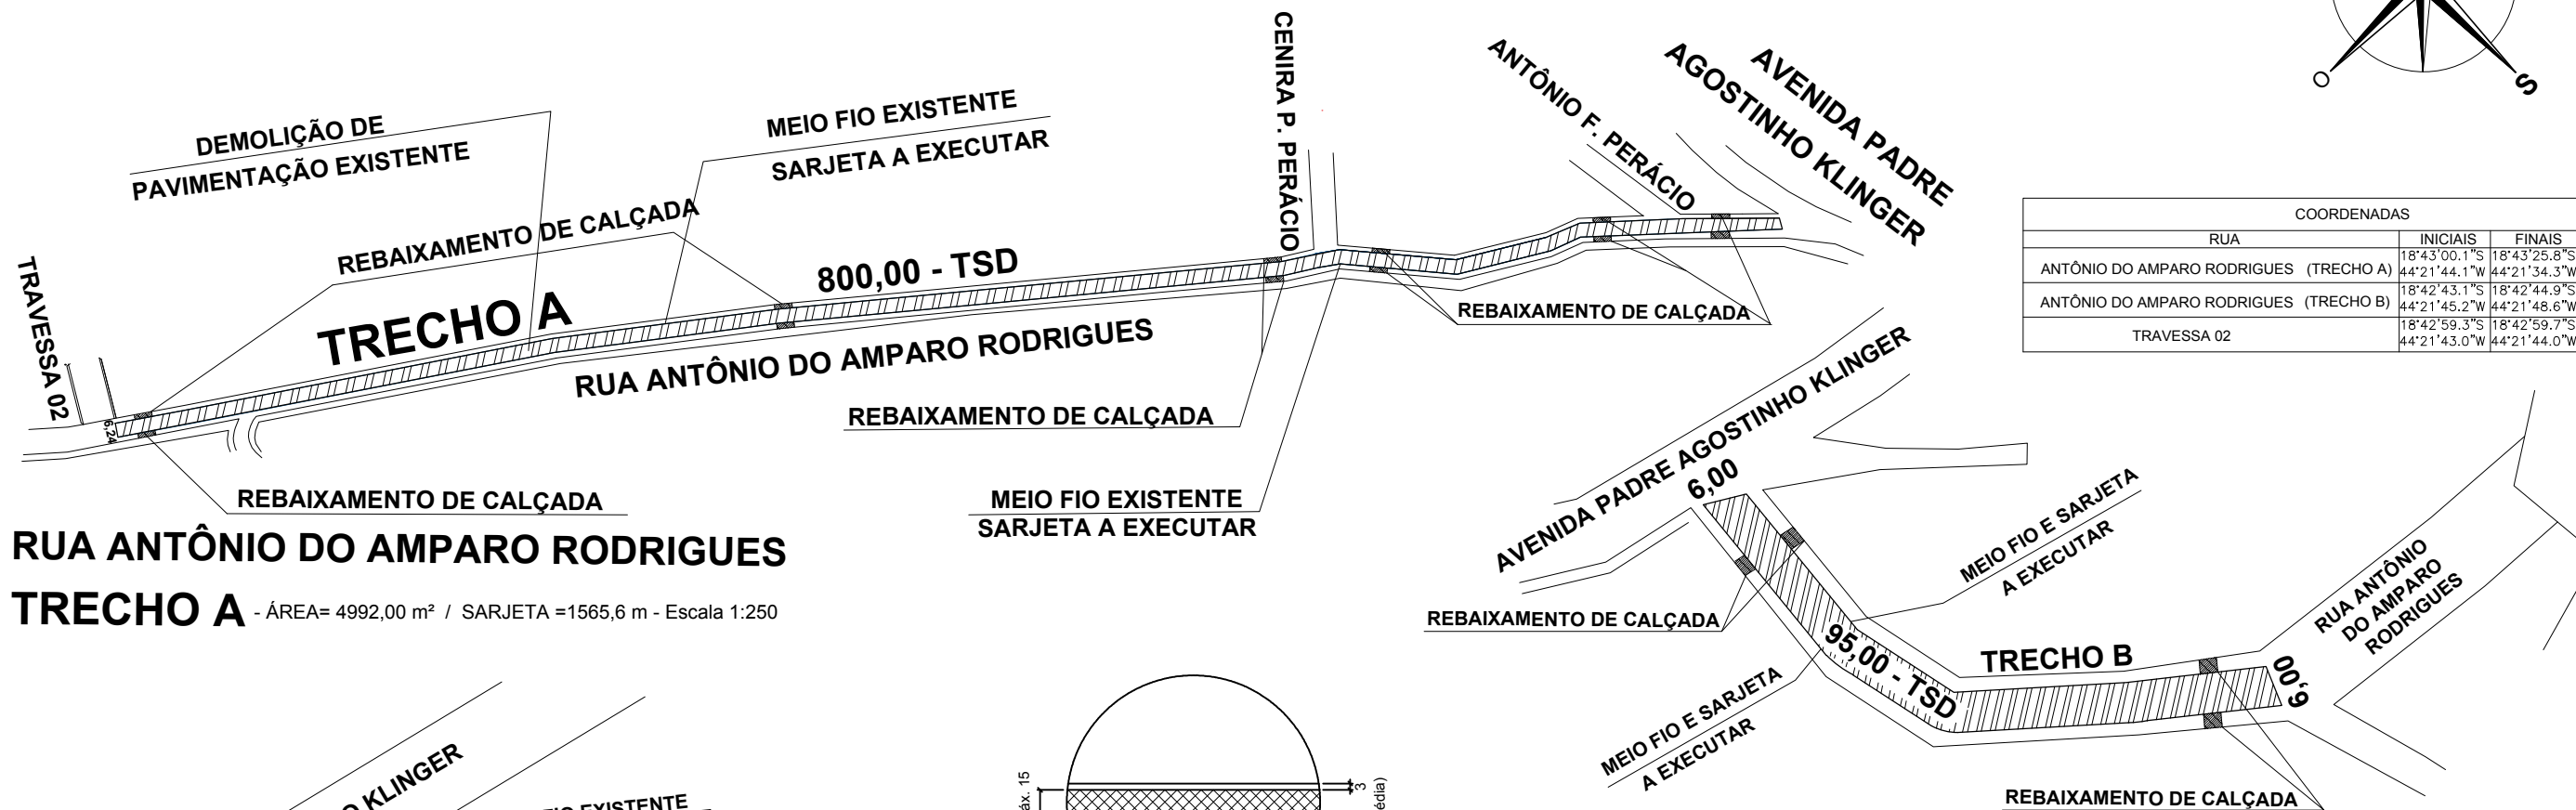 CENIRA P. PERÁCIO
ANTÔNIO F. PERÁCIO
AVENIDA PADRE
AGOSTINHO KLINGER
O
S
DEMOLIÇÃO DE
PAVIMENTAÇÃO EXISTENTE
MEIO FIO EXISTENTE
SARJETA A EXECUTAR
REBAIXAMENTO DE CALÇADA
TRAVESSA 02
6,24
TRECHO A
800,00 - TSD
RUA ANTÔNIO DO AMPARO RODRIGUES
REBAIXAMENTO DE CALÇADA
REBAIXAMENTO DE CALÇADA
REBAIXAMENTO DE CALÇADA
MEIO FIO EXISTENTE
SARJETA A EXECUTAR
RUA ANTÔNIO DO AMPARO RODRIGUES
TRECHO A - ÁREA= 4992,00 m² / SARJETA =1565,6 m - Escala 1:250
COORDENADAS
RUA INICIAIS FINAIS
ANTÔNIO DO AMPARO RODRIGUES (TRECHO A) 18°43'00.1"S 18°43'25.8"S
44°21'44.1"W 44°21'34.3"W
ANTÔNIO DO AMPARO RODRIGUES (TRECHO B) 18°42'43.1"S 18°42'44.9"S
44°21'45.2"W 44°21'48.6"W
TRAVESSA 02 18°42'59.3"S 18°42'59.7"S
44°21'43.0"W 44°21'44.0"W
AVENIDA PADRE AGOSTINHO KLINGER
6,00
REBAIXAMENTO DE CALÇADA
MEIO FIO E SARJETA
A EXECUTAR
95,00 - TSD
TRECHO B
RUA ANTÔNIO
DO AMPARO
RODRIGUES
6,00
MEIO FIO E SARJETA
A EXECUTAR
REBAIXAMENTO DE CALÇADA
O KLINGER
EXISTENTE
áx. 15
3
édia)